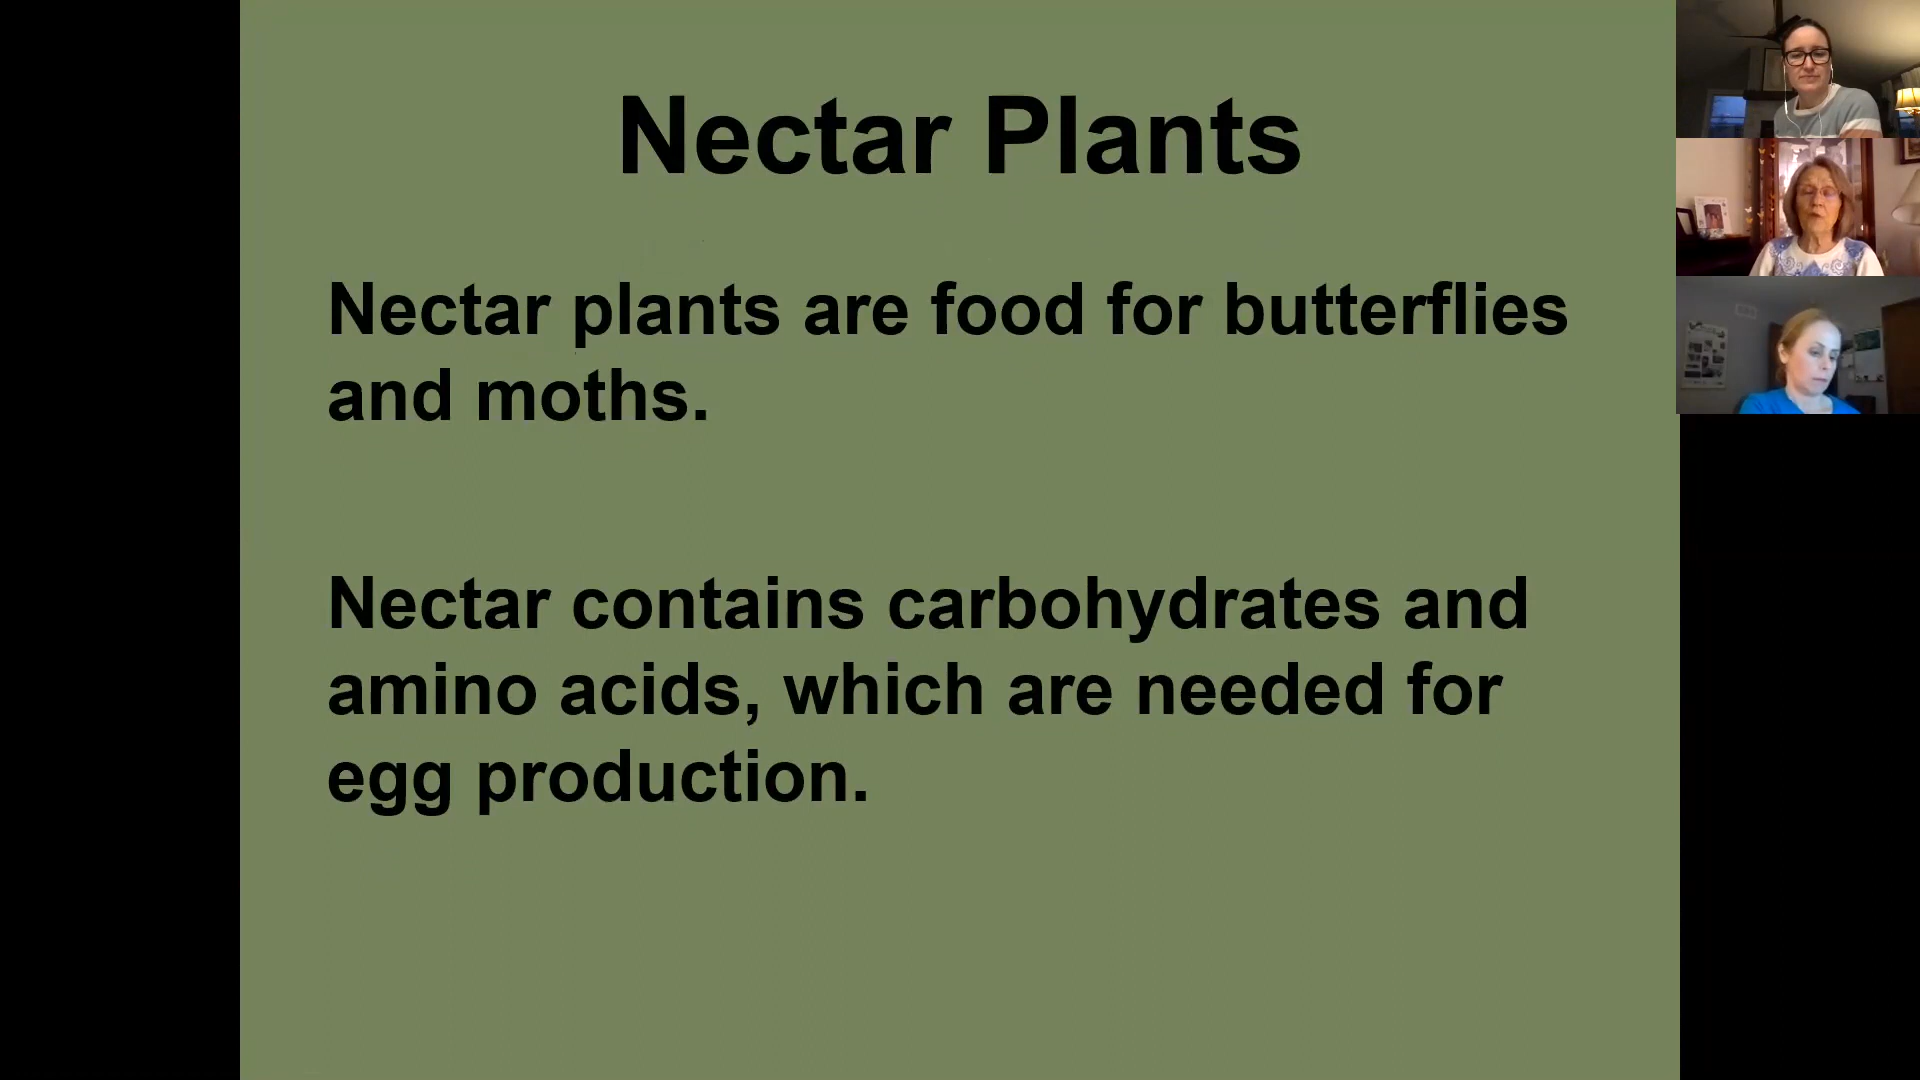 Nectar Plants
Nectar plants are food for butterflies
and moths.
Nectar contains carbohydrates and
amino acids, which are needed for
egg production.